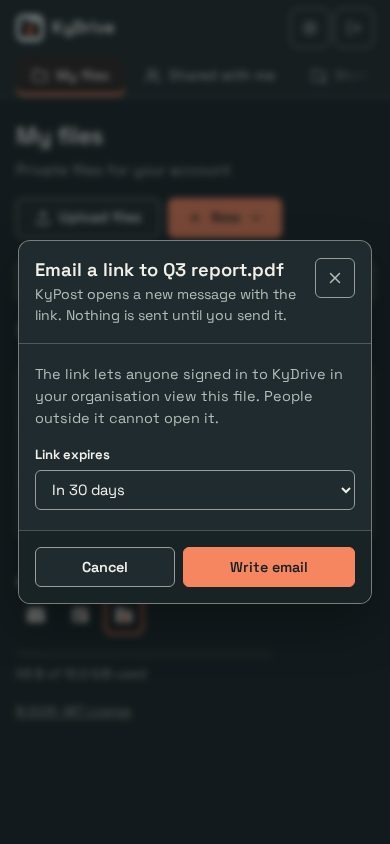 KyDrive
My files
Shared with me
My files
Private files for your account
Upload files
New
Email a link to Q3 report.pdf
KyPost opens a new message with the
link. Nothing is sent until you send it.
The link lets anyone signed in to KyDrive in
your organisation view this file. People
outside it cannot open it.
Link expires
In 30 days
Cancel
Write email